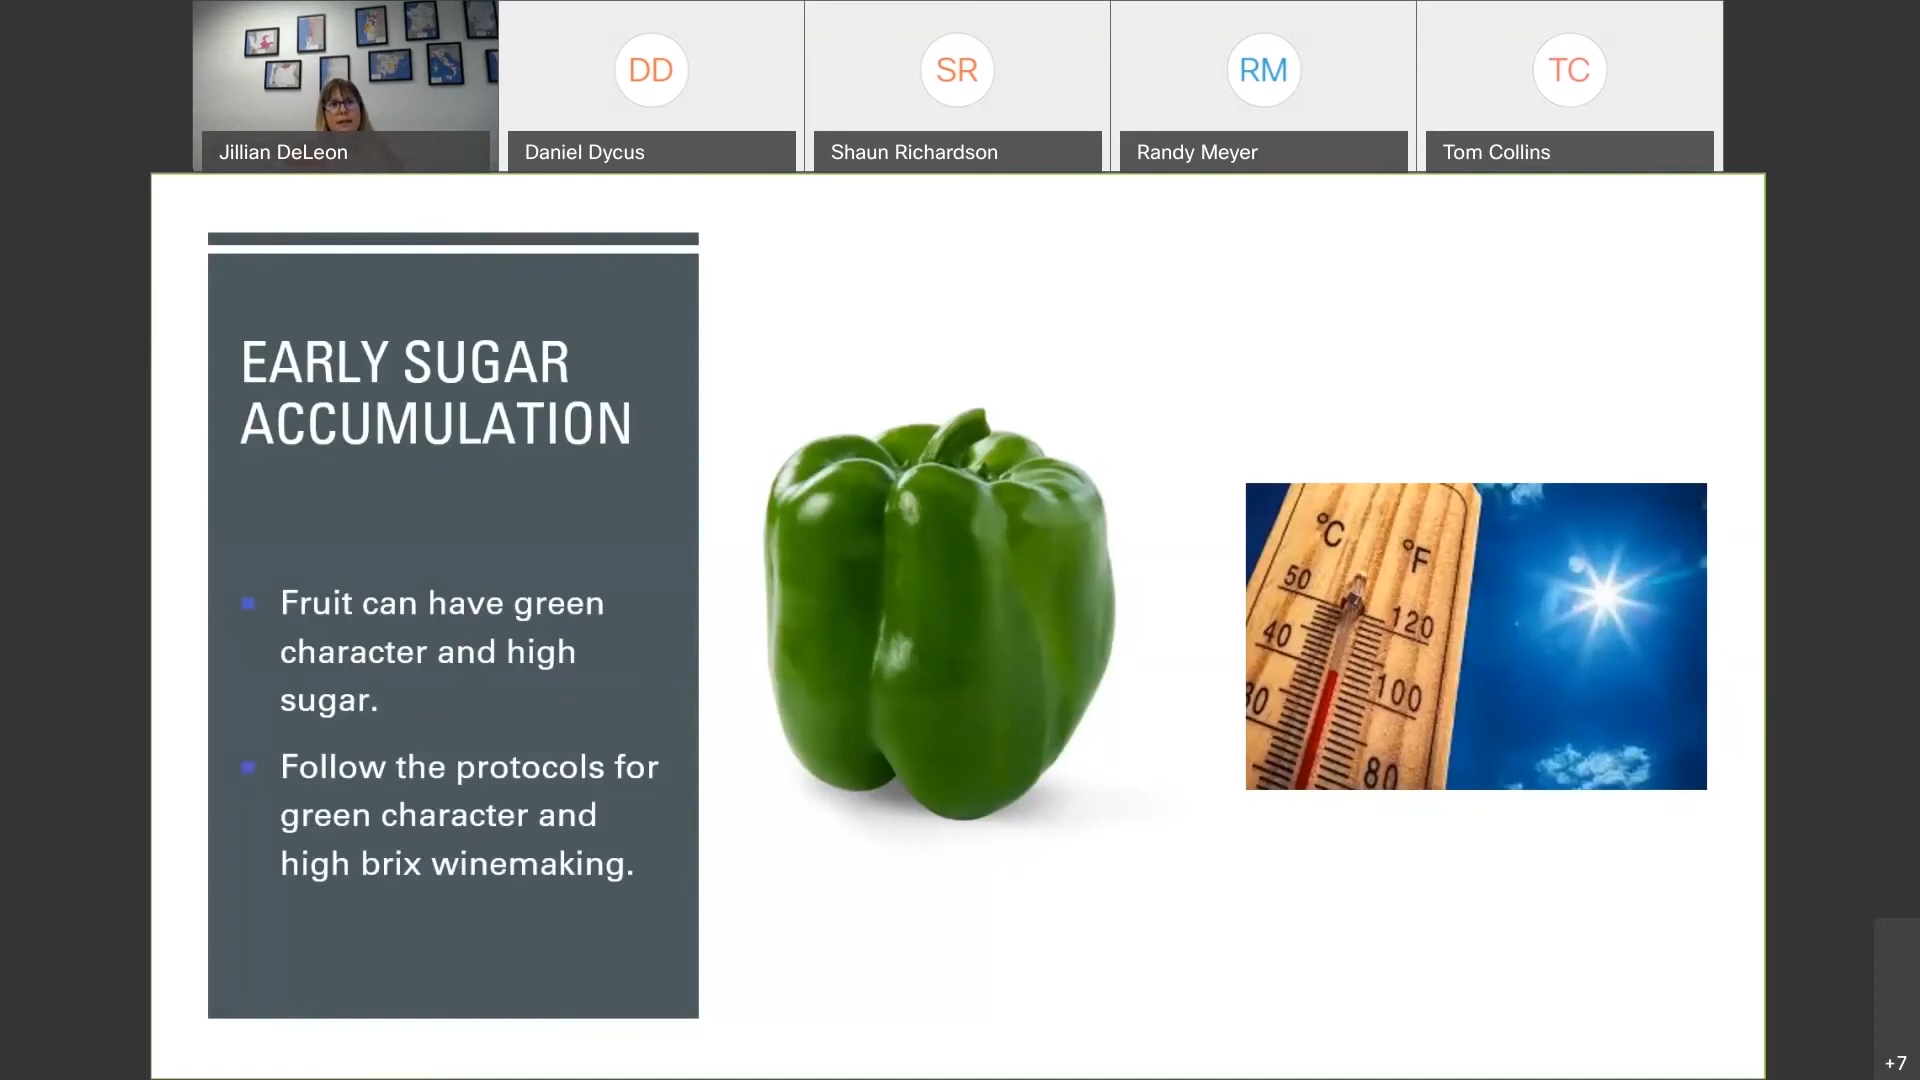 DD
SR
RM
TC
Jillian DeLeon
Daniel Dycus
Shaun Richardson
Randy Meyer
Tom Collins
EARLY SUGAR
ACCUMULATION
Fruit can have green
character and high
sugar.
Follow the protocols for
green character and
high brix winemaking.
°C
°F
50
120
40
100
30
80
+7